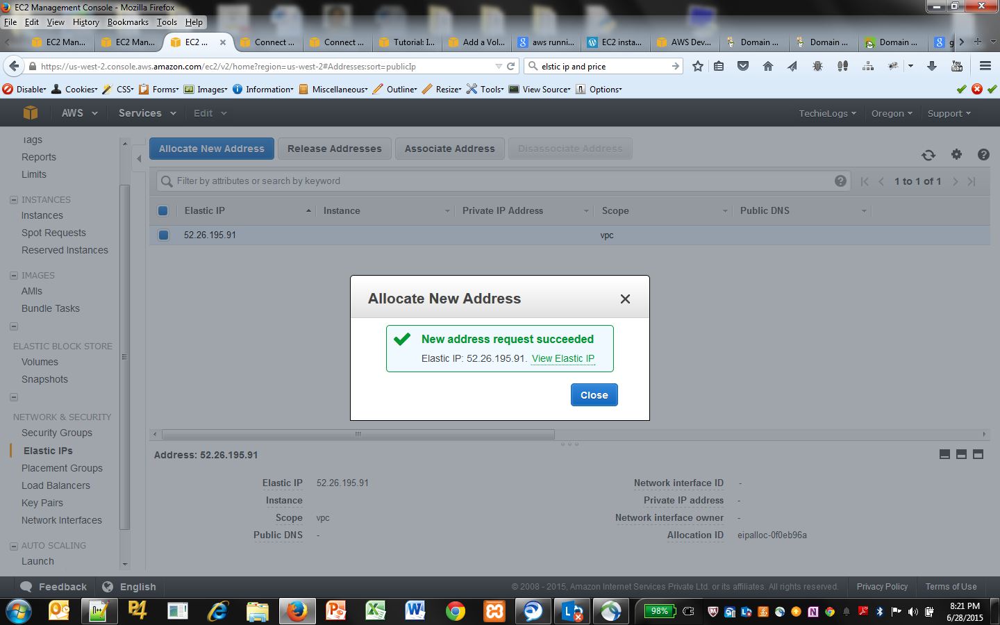 EC2 Management Console - Mozilla Firefox
File Edit View History Bookmarks Tools Help
EC2 Man... EC2 Man... EC2 ... Connect ... Connect ... Tutorial: I... Add a Vol... aws runni... EC2 insta... AWS Dev... Domain ... Domain ... Domain ... g
https://us-west-2.console.aws.amazon.com/ec2/v2/home?region=us-west-2#Addresses:sort=publicIp
elstic ip and price
Disable Cookies CSS Forms Images Information Miscellaneous Outline Resize Tools View Source Options
AWS Services Edit TechieLogs Oregon Support
Tags
Reports
Limits
INSTANCES
Instances
Spot Requests
Reserved Instances
IMAGES
AMIs
Bundle Tasks
ELASTIC BLOCK STORE
Volumes
Snapshots
NETWORK & SECURITY
Security Groups
Elastic IPs
Placement Groups
Load Balancers
Key Pairs
Network Interfaces
AUTO SCALING
Launch
Allocate New Address Release Addresses Associate Address Disassociate Address
Filter by attributes or search by keyword
1 to 1 of 1
Elastic IP Instance Private IP Address Scope Public DNS
52.26.195.91 vpc
Allocate New Address
New address request succeeded
Elastic IP: 52.26.195.91. View Elastic IP
Close
Address: 52.26.195.91
Elastic IP 52.26.195.91 Network interface ID -
Instance Private IP address -
Scope vpc Network interface owner -
Public DNS - Allocation ID eipalloc-0f0eb96a
Feedback English © 2008 - 2015, Amazon Internet Services Private Ltd. or its affiliates. All rights reserved. Privacy Policy Terms of Use
98%
8:21 PM
6/28/2015